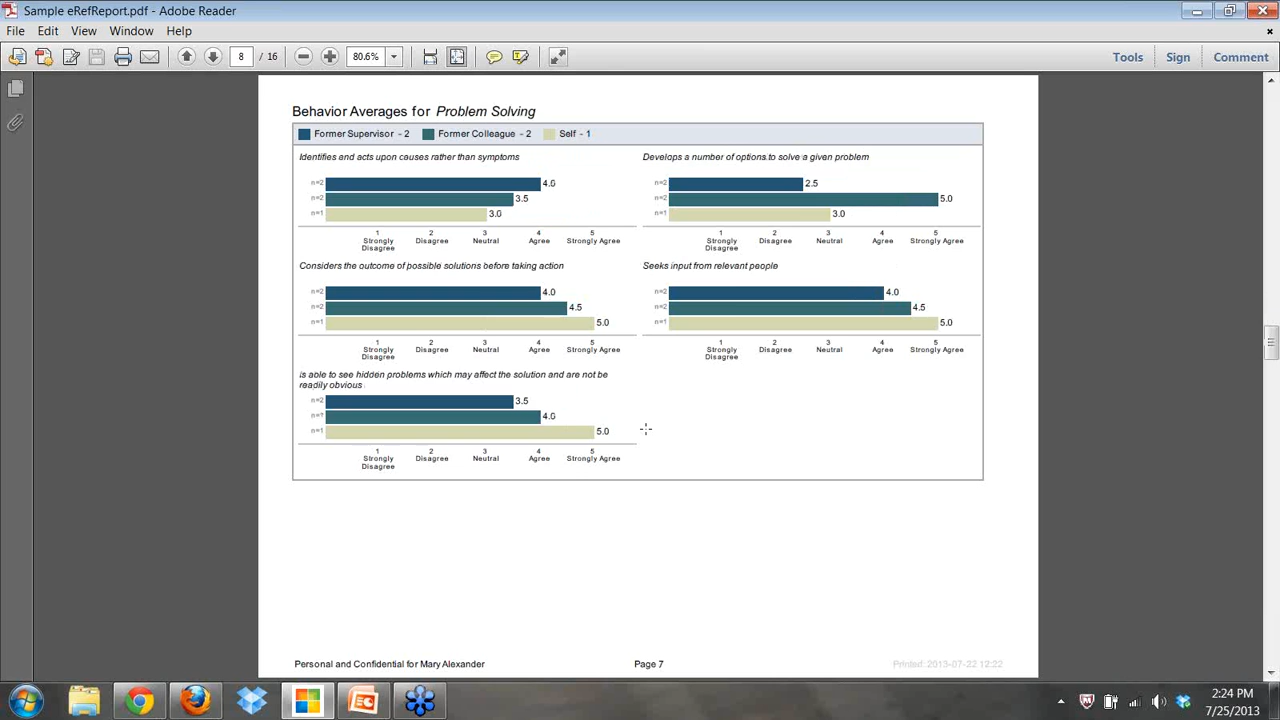 Sample eRefReport.pdf - Adobe Reader
File Edit View Window Help
8 / 16 80.6% Tools Sign Comment
Behavior Averages for Problem Solving
Former Supervisor - 2 Former Colleague - 2 Self - 1
Identifies and acts upon causes rather than symptoms
n=2 4.0
n=2 3.5
n=1 3.0
1 2 3 4 5
Strongly Disagree Neutral Agree Strongly Agree
Disagree
Develops a number of options to solve a given problem
n=2 2.5
n=2 5.0
n=1 3.0
1 2 3 4 5
Strongly Disagree Neutral Agree Strongly Agree
Disagree
Considers the outcome of possible solutions before taking action
n=2 4.0
n=2 4.5
n=1 5.0
1 2 3 4 5
Strongly Disagree Neutral Agree Strongly Agree
Disagree
Seeks input from relevant people
n=2 4.0
n=2 4.5
n=1 5.0
1 2 3 4 5
Strongly Disagree Neutral Agree Strongly Agree
Disagree
is able to see hidden problems which may affect the solution and are not be
readily obvious
n=2 3.5
4.0
n=1 5.0
1 2 3 4 5
Strongly Disagree Neutral Agree Strongly Agree
Disagree
Personal and Confidential for Mary Alexander Page 7 Printed: 2013-07-22 12:22
2:24 PM
7/25/2013